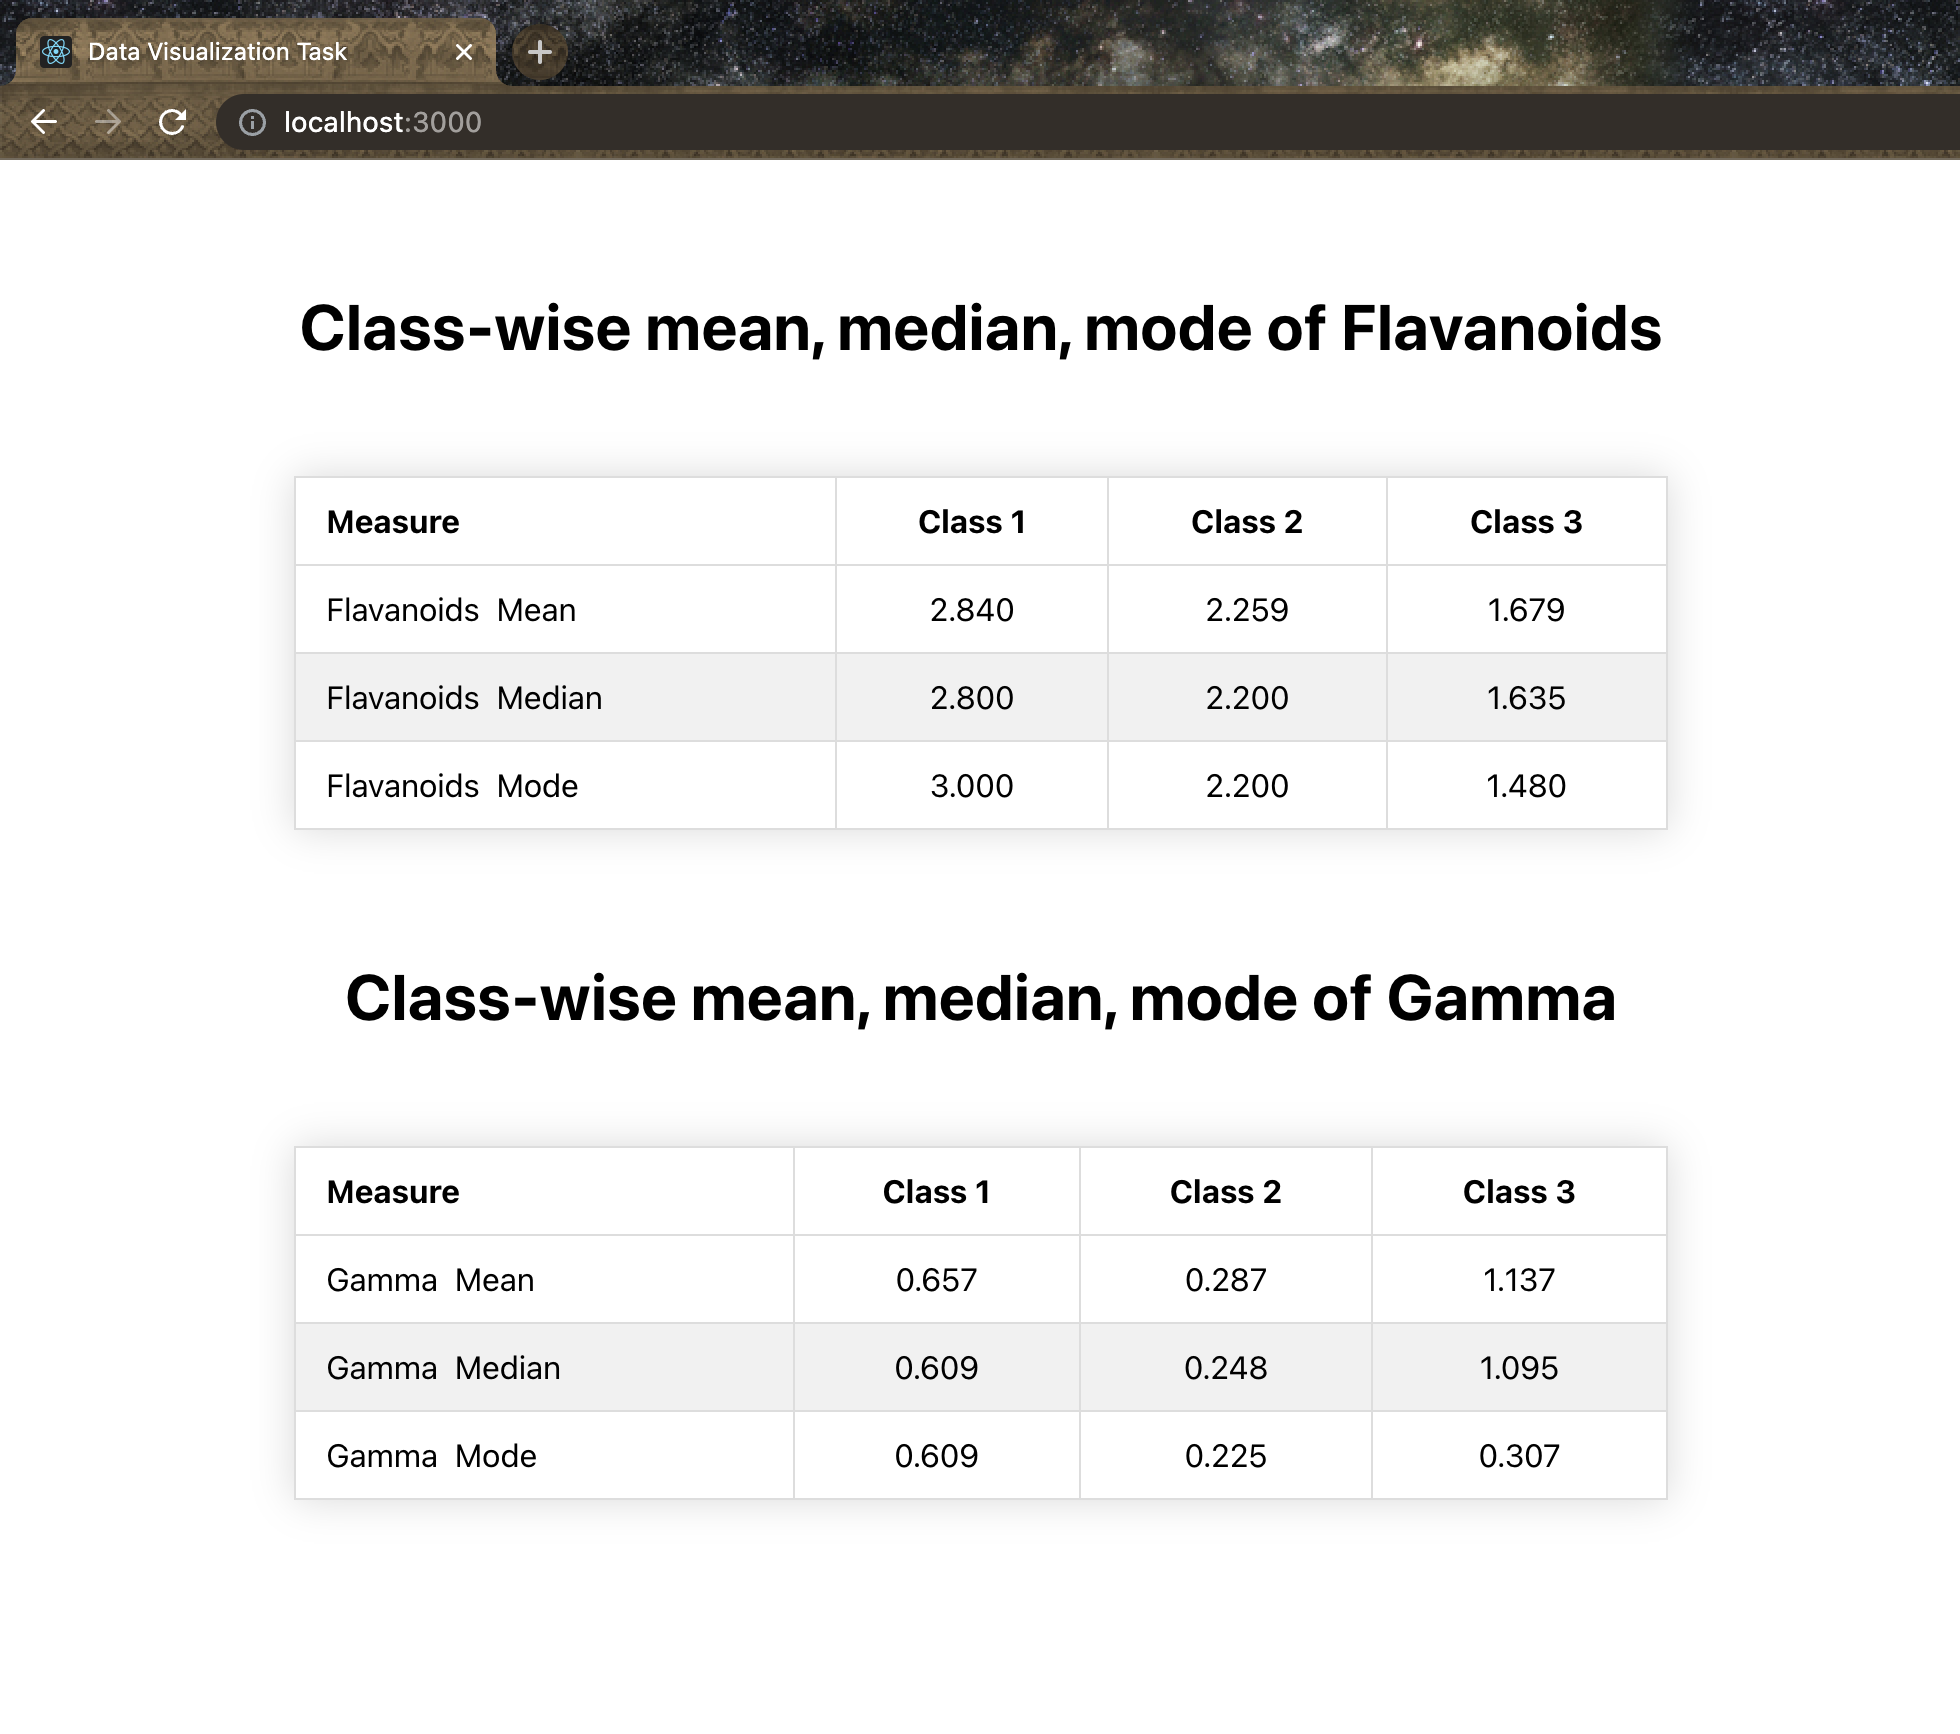 Data Visualization Task
localhost:3000
Class-wise mean, median, mode of Flavanoids
Measure Class 1 Class 2 Class 3
Flavanoids Mean 2.840 2.259 1.679
Flavanoids Median 2.800 2.200 1.635
Flavanoids Mode 3.000 2.200 1.480
Class-wise mean, median, mode of Gamma
Measure Class 1 Class 2 Class 3
Gamma Mean 0.657 0.287 1.137
Gamma Median 0.609 0.248 1.095
Gamma Mode 0.609 0.225 0.307